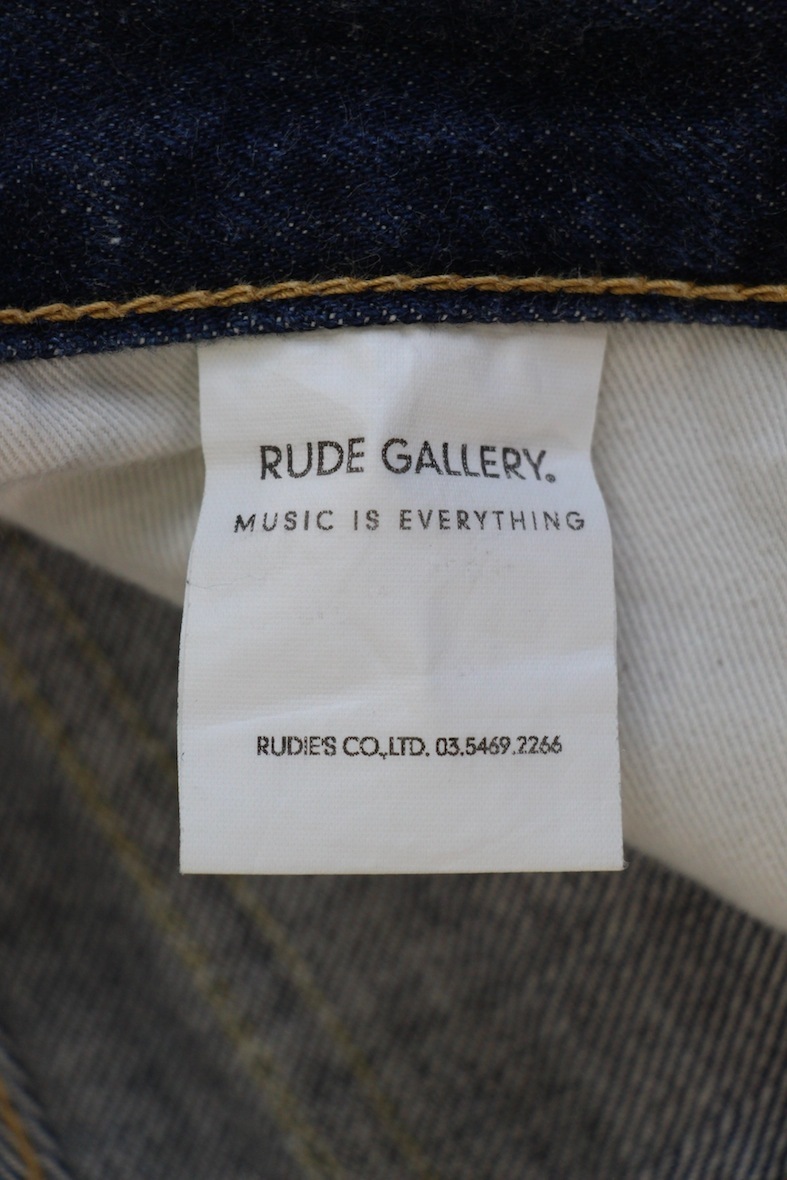 RUDE GALLERY®
MUSIC IS EVERYTHING
RUDIE'S CO.,LTD. 03.5469.2266